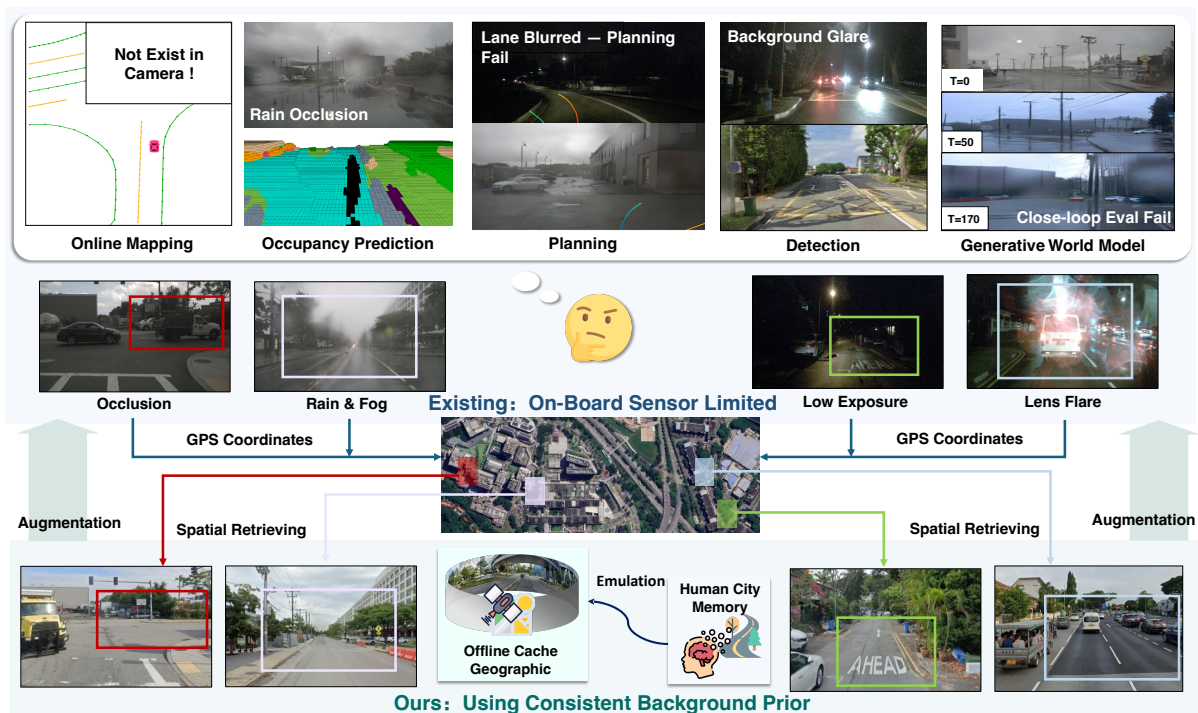 Not Exist in
Camera !
Rain Occlusion
Lane Blurred — Planning
Fail
Background Glare
T=0
T=50
T=170
Close-loop Eval Fail
Online Mapping
Occupancy Prediction
Planning
Detection
Generative World Model
Occlusion
Rain & Fog
Existing: On-Board Sensor Limited
Low Exposure
Lens Flare
AHEAD
GPS Coordinates
GPS Coordinates
Augmentation
Spatial Retrieving
Spatial Retrieving
Augmentation
Offline Cache
Geographic
Emulation
Human City
Memory
AHEAD
Ours: Using Consistent Background Prior